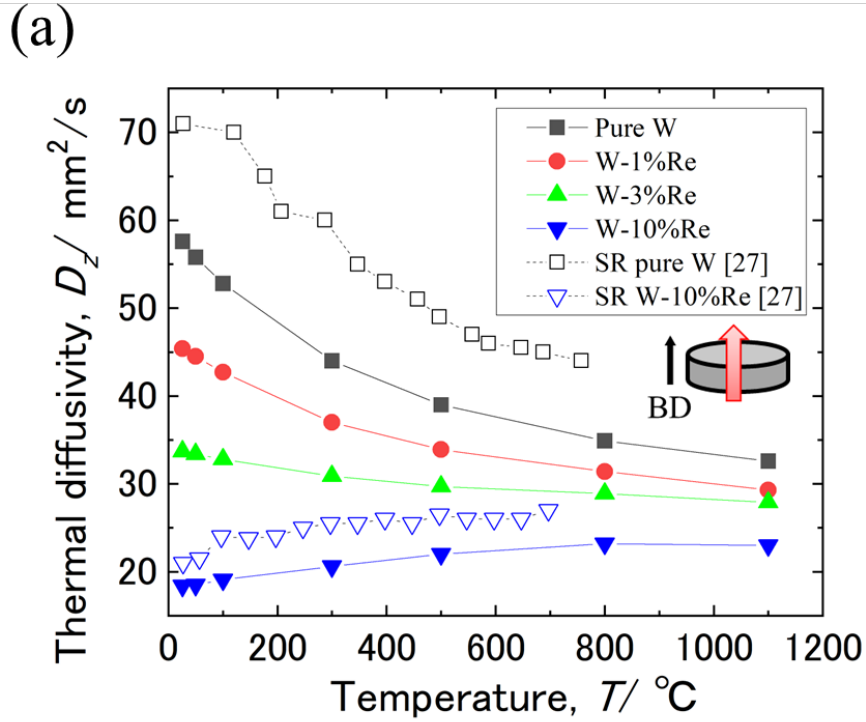 (a)
Thermal diffusivity, D_z/ mm²/s
70
60
50
40
30
20
Pure W
W-1%Re
W-3%Re
W-10%Re
SR pure W [27]
SR W-10%Re [27]
BD
0 200 400 600 800 1000 1200
Temperature, T/ °C